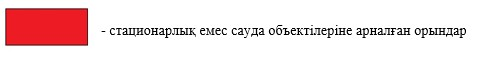 - стационарлық емес сауда объектілеріне арналған орындар